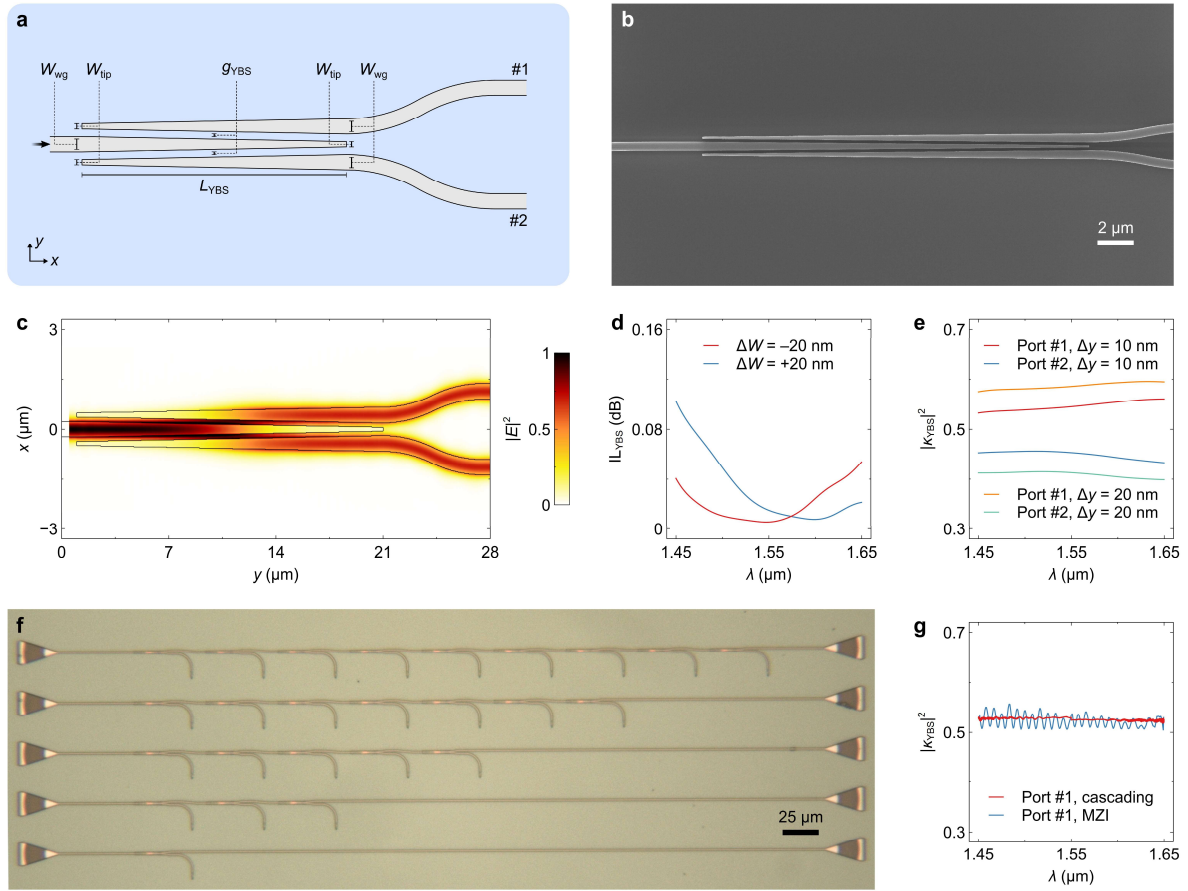 a
W_wg W_tip g_YBS W_tip W_wg #1
L_YBS
#2
y
x
b
2 μm
c
3
0
−3
x (μm)
0 7 14 21 28
y (μm)
1
0.5
0
|E|²
d
0.16
0.08
0
IL_YBS (dB)
ΔW = –20 nm
ΔW = +20 nm
1.45 1.55 1.65
λ (μm)
e
0.7
0.5
0.3
|κ_YBS|²
Port #1, Δy = 10 nm
Port #2, Δy = 10 nm
Port #1, Δy = 20 nm
Port #2, Δy = 20 nm
1.45 1.55 1.65
λ (μm)
f
25 μm
g
0.7
0.5
0.3
|κ_YBS|²
Port #1, cascading
Port #1, MZI
1.45 1.55 1.65
λ (μm)